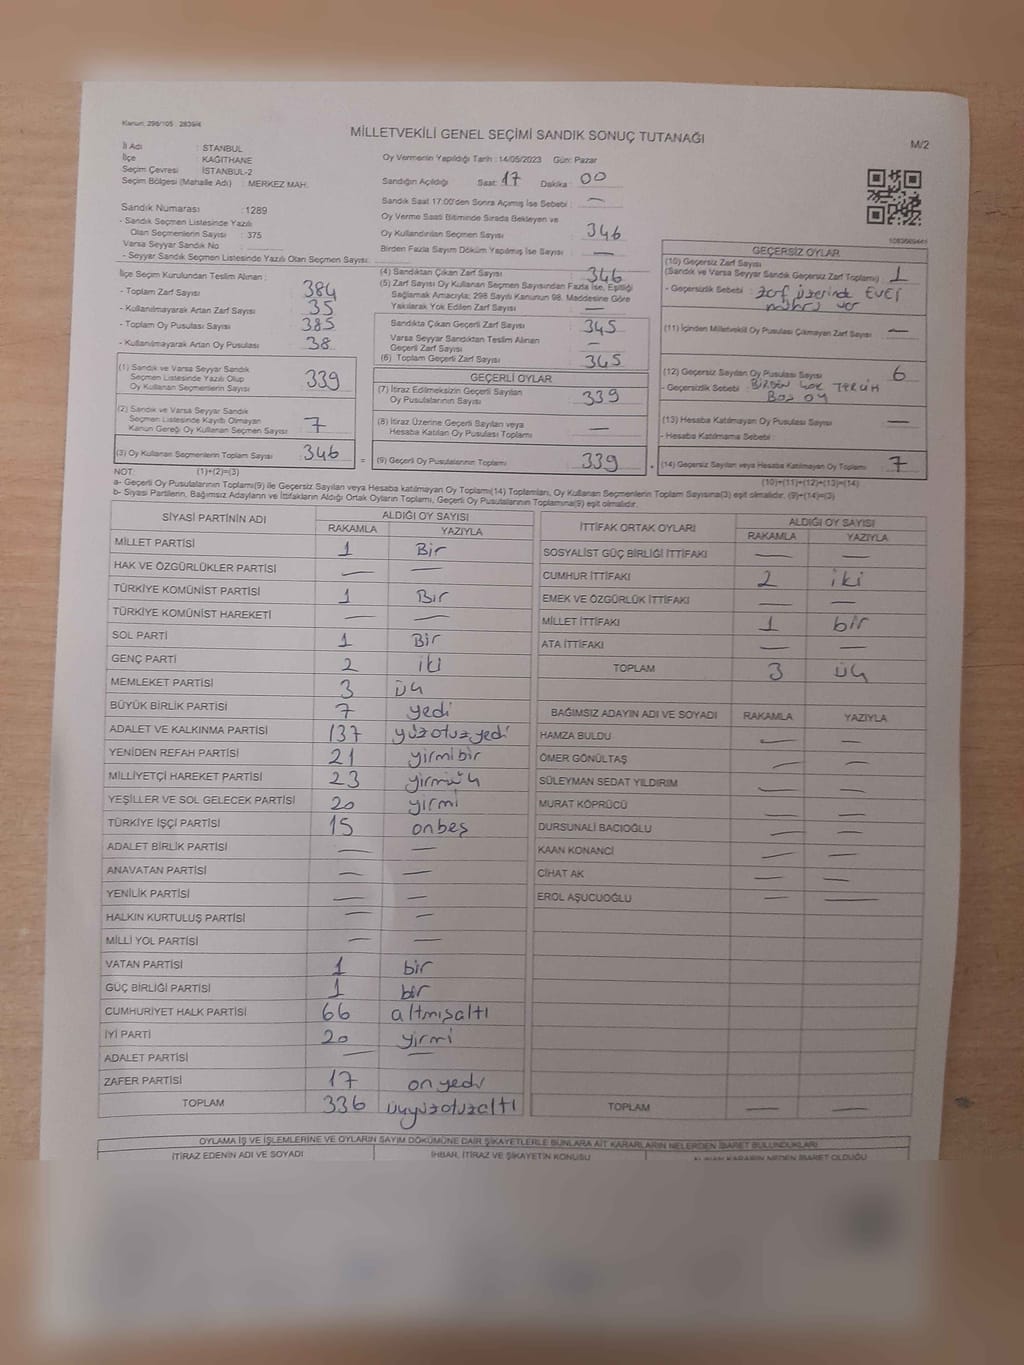 Kanun: 298/105 2839/4
MİLLETVEKİLİ GENEL SEÇİMİ SANDIK SONUÇ TUTANAĞI
M/2
İl Adı : İSTANBUL
İlçe : KAĞITHANE
Seçim Çevresi : İSTANBUL-2
Seçim Bölgesi (Mahalle Adı) : MERKEZ MAH.
Sandık Numarası : 1289
- Sandık Seçmen Listesinde Yazılı
Olan Seçmenlerin Sayısı : 375
Varsa Seyyar Sandık No :
- Seyyar Sandık Seçmen Listesinde Yazılı Olan Seçmen Sayısı:
Oy Vermenin Yapıldığı Tarih : 14/05/2023 Gün: Pazar
Sandığın Açıldığı Saat: 17 Dakika : 00
Sandık Saat 17:00'den Sonra Açılmış İse Sebebi : —
Oy Verme Saati Bitiminde Sırada Bekleyen ve
Oy Kullandırılan Seçmen Sayısı : 346
Birden Fazla Sayım Döküm Yapılmış İse Sayısı : —
İlçe Seçim Kurulundan Teslim Alınan :
- Toplam Zarf Sayısı : 384
- Kullanılmayarak Artan Zarf Sayısı : 35
- Toplam Oy Pusulası Sayısı : 385
- Kullanılmayarak Artan Oy Pusulası : 38
(1) Sandık ve Varsa Seyyar Sandık
Seçmen Listesinde Yazılı Olup
Oy Kullanan Seçmenlerin Sayısı : 339
(2) Sandık ve Varsa Seyyar Sandık
Seçmen Listesinde Kayıtlı Olmayan
Kanun Gereği Oy Kullanan Seçmen Sayısı : 7
(3) Oy Kullanan Seçmenlerin Toplam Sayısı : 346
(4) Sandıktan Çıkan Zarf Sayısı : 346
(5) Zarf Sayısı Oy Kullanan Seçmen Sayısından Fazla İse, Eşitliği
Sağlamak Amacıyla; 298 Sayılı Kanunun 98. Maddesine Göre
Yakılarak Yok Edilen Zarf Sayısı : —
Sandıkta Çıkan Geçerli Zarf Sayısı : 345
Varsa Seyyar Sandıktan Teslim Alınan
Geçerli Zarf Sayısı : —
(6) Toplam Geçerli Zarf Sayısı : 345
GEÇERLİ OYLAR
(7) İtiraz Edilmeksizin Geçerli Sayılan
Oy Pusulalarının Sayısı : 339
(8) İtiraz Üzerine Geçerli Sayılan veya
Hesaba Katılan Oy Pusulası Toplamı : —
= (9) Geçerli Oy Pusulalarının Toplamı : 339 +
1083669441
GEÇERSİZ OYLAR
(10) Geçersiz Zarf Sayısı
(Sandık ve Varsa Seyyar Sandık Geçersiz Zarf Toplamı) : 1
- Geçersizlik Sebebi : Zarf üzerinde EVET
mührü var
(11) İçinden Milletvekili Oy Pusulası Çıkmayan Zarf Sayısı : —
(12) Geçersiz Sayılan Oy Pusulası Sayısı : 6
- Geçersizlik Sebebi : BİRDEN ÇOK TERCİH
BOŞ OY
(13) Hesaba Katılmayan Oy Pusulası Sayısı : —
- Hesaba Katılmama Sebebi :
(14) Geçersiz Sayılan veya Hesaba Katılmayan Oy Toplamı : 7
NOT: (1)+(2)=(3)
(10)+(11)+(12)+(13)=(14)
a- Geçerli Oy Pusulalarının Toplamı(9) ile Geçersiz Sayılan veya Hesaba katılmayan Oy Toplamı(14) Toplamları, Oy Kullanan Seçmenlerin Toplam Sayısına(3) eşit olmalıdır. (9)+(14)=(3)
b- Siyasi Partilerin, Bağımsız Adayların ve İttifakların Aldığı Ortak Oyların Toplamı, Geçerli Oy Pusulalarının Toplamına(9) eşit olmalıdır.
SİYASİ PARTİNİN ADI ALDIĞI OY SAYISI
RAKAMLA YAZIYLA
MİLLET PARTİSİ 1 Bir
HAK VE ÖZGÜRLÜKLER PARTİSİ — —
TÜRKİYE KOMÜNİST PARTİSİ 1 Bir
TÜRKİYE KOMÜNİST HAREKETİ — —
SOL PARTİ 1 Bir
GENÇ PARTİ 2 iki
MEMLEKET PARTİSİ 3 üç
BÜYÜK BİRLİK PARTİSİ 7 yedi
ADALET VE KALKINMA PARTİSİ 137 yüzotuzyedi
YENİDEN REFAH PARTİSİ 21 yirmibir
MİLLİYETÇİ HAREKET PARTİSİ 23 yirmiüç
YEŞİLLER VE SOL GELECEK PARTİSİ 20 yirmi
TÜRKİYE İŞÇİ PARTİSİ 15 onbeş
ADALET BİRLİK PARTİSİ — —
ANAVATAN PARTİSİ — —
YENİLİK PARTİSİ — —
HALKIN KURTULUŞ PARTİSİ — —
MİLLİ YOL PARTİSİ — —
VATAN PARTİSİ 1 bir
GÜÇ BİRLİĞİ PARTİSİ 1 bir
CUMHURİYET HALK PARTİSİ 66 altmışaltı
İYİ PARTİ 20 yirmi
ADALET PARTİSİ — —
ZAFER PARTİSİ 17 onyedi
TOPLAM 336 üçyüzotuzaltı
İTTİFAK ORTAK OYLARI ALDIĞI OY SAYISI
RAKAMLA YAZIYLA
SOSYALİST GÜÇ BİRLİĞİ İTTİFAKI — —
CUMHUR İTTİFAKI 2 iki
EMEK VE ÖZGÜRLÜK İTTİFAKI — —
MİLLET İTTİFAKI 1 bir
ATA İTTİFAKI — —
TOPLAM 3 üç
BAĞIMSIZ ADAYIN ADI VE SOYADI RAKAMLA YAZIYLA
HAMZA BULDU — —
ÖMER GÖNÜLTAŞ — —
SÜLEYMAN SEDAT YILDIRIM — —
MURAT KÖPRÜCÜ — —
DURSUNALİ BACIOĞLU — —
KAAN KONANCİ — —
CİHAT AK — —
EROL AŞUCUOĞLU — —
TOPLAM — —
OYLAMA İŞ VE İŞLEMLERİNE VE OYLARIN SAYIM DÖKÜMÜNE DAİR ŞİKAYETLERLE BUNLARA AİT KARARLARIN NELERDEN İBARET BULUNDUKLARI
İTİRAZ EDENİN ADI VE SOYADI İHBAR, İTİRAZ VE ŞİKAYETİN KONUSU ALINAN KARARIN NEDEN İBARET OLDUĞU